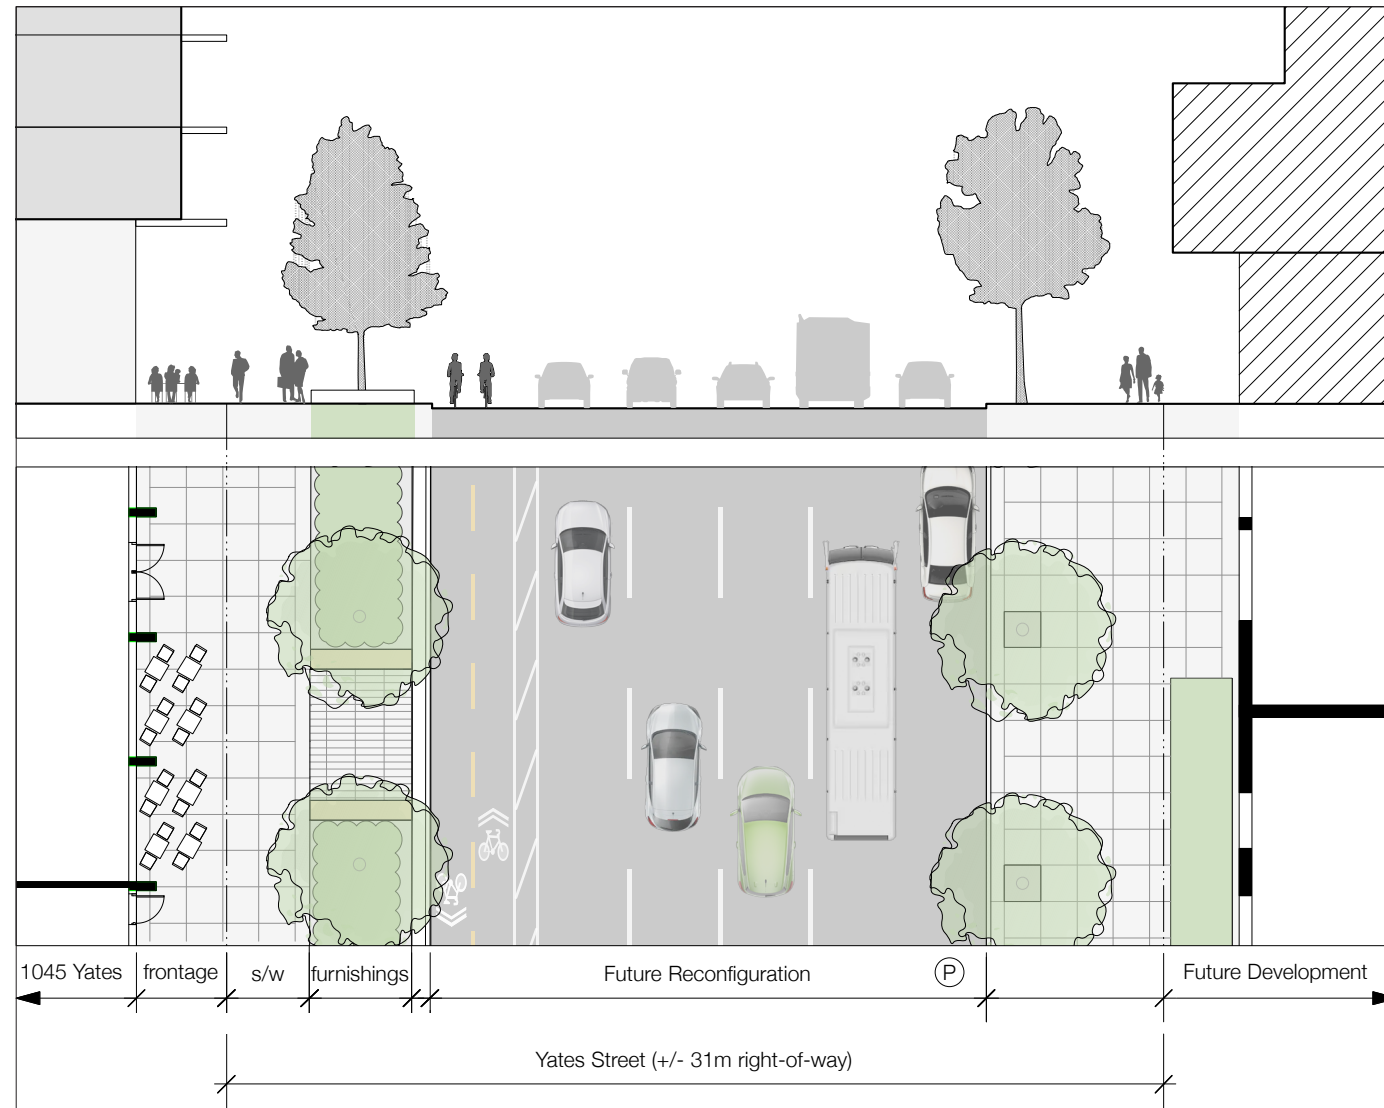 1045 Yates
frontage
s/w
furnishings
Future Reconfiguration
P
Future Development
Yates Street (+/- 31m right-of-way)